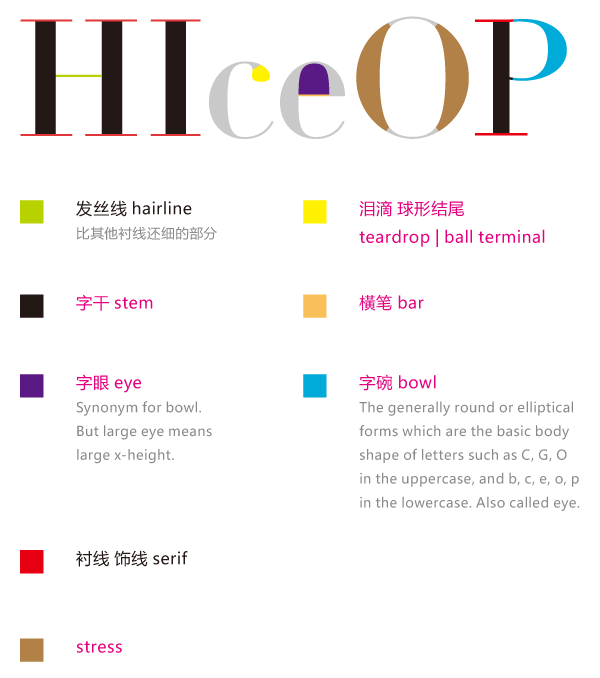 HIceOP
发丝线 hairline
比其他衬线还细的部分
泪滴 球形结尾
teardrop | ball terminal
字干 stem
横笔 bar
字眼 eye
Synonym for bowl.
But large eye means
large x-height.
字碗 bowl
The generally round or elliptical
forms which are the basic body
shape of letters such as C, G, O
in the uppercase, and b, c, e, o, p
in the lowercase. Also called eye.
衬线 饰线 serif
stress